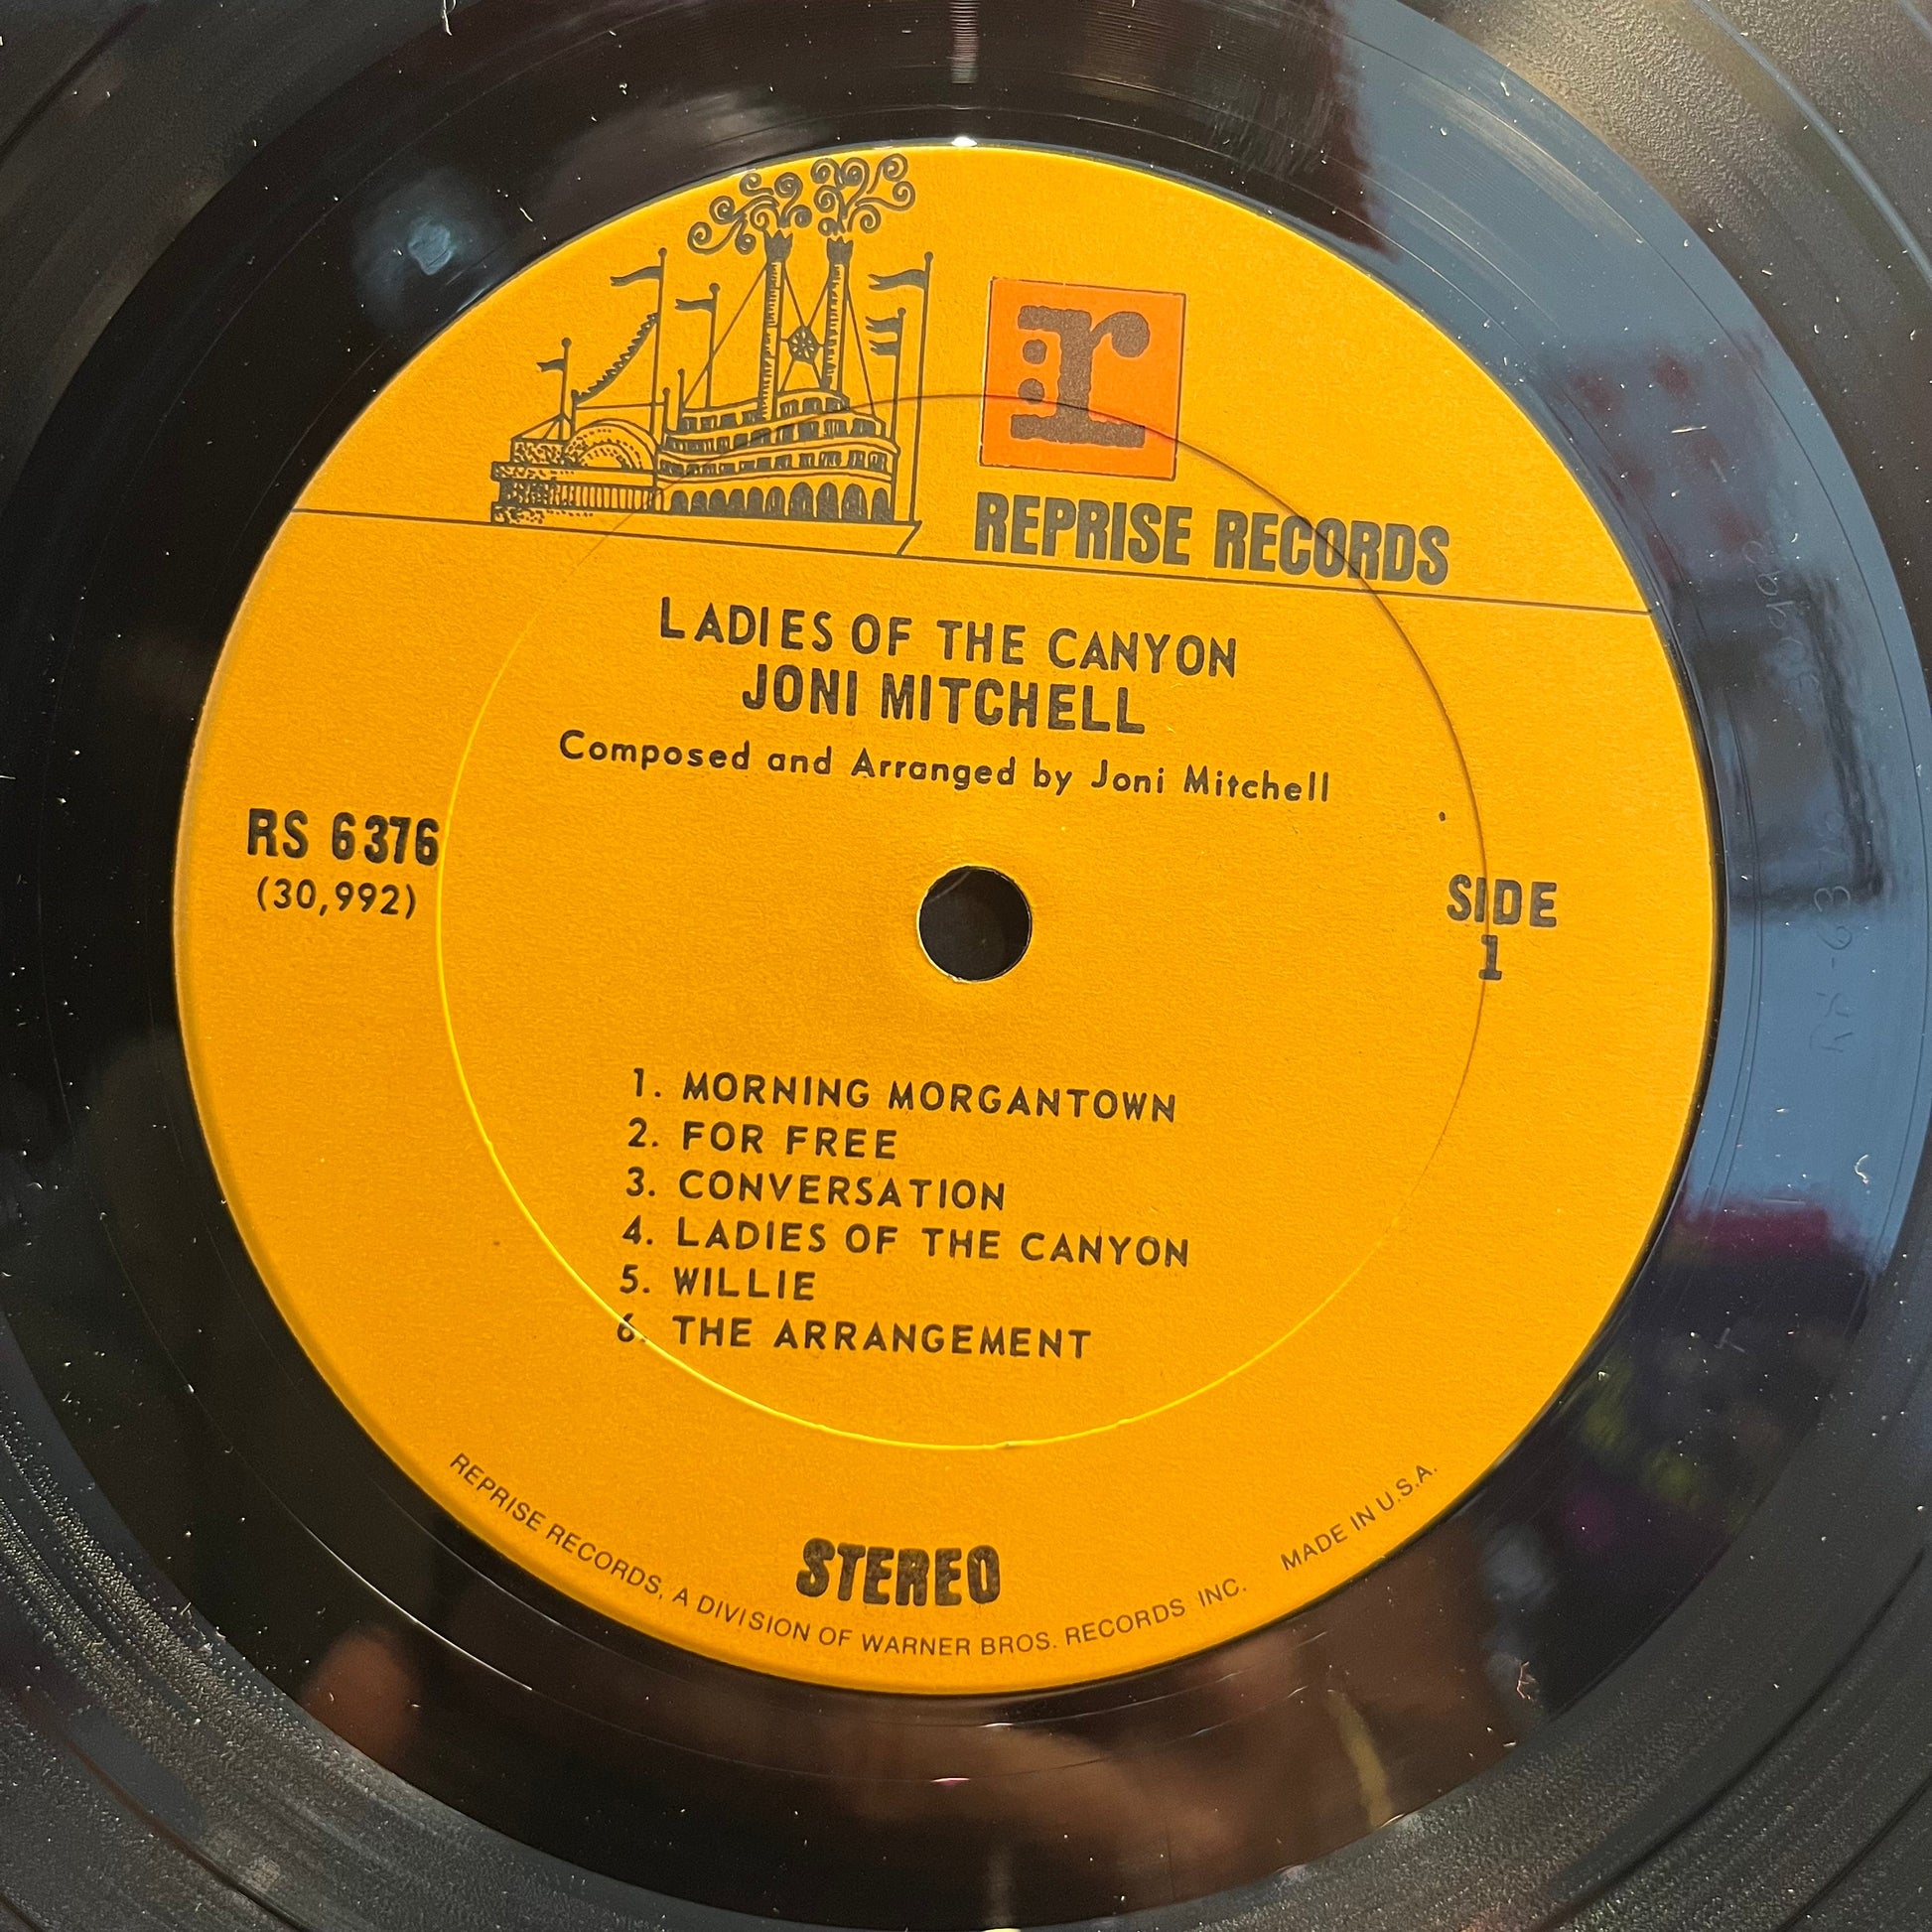 r:
REPRISE RECORDS
LADIES OF THE CANYON
JONI MITCHELL
Composed and Arranged by Joni Mitchell
RS 6376
(30,992)
SIDE
1
1. MORNING MORGANTOWN
2. FOR FREE
3. CONVERSATION
4. LADIES OF THE CANYON
5. WILLIE
6. THE ARRANGEMENT
STEREO
REPRISE RECORDS, A DIVISION OF WARNER BROS. RECORDS INC. MADE IN U.S.A.